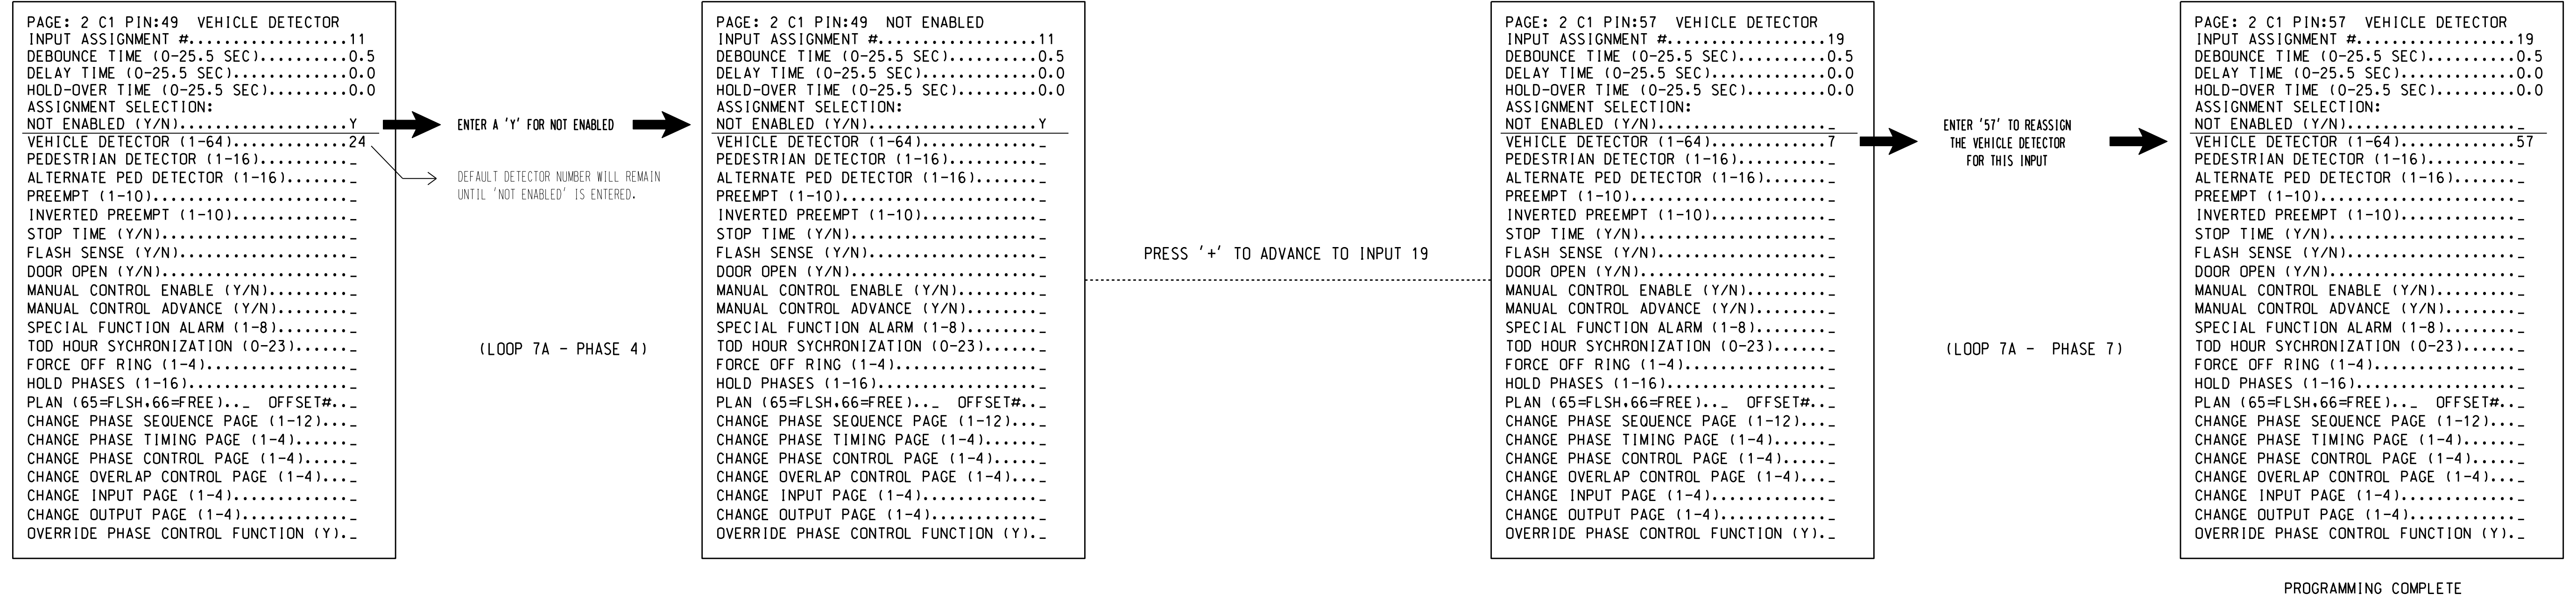 PAGE: 2 C1 PIN:49  VEHICLE DETECTOR
INPUT ASSIGNMENT #..................11
DEBOUNCE TIME (0-25.5 SEC)..........0.5
DELAY TIME (0-25.5 SEC).............0.0
HOLD-OVER TIME (0-25.5 SEC).........0.0
ASSIGNMENT SELECTION:
NOT ENABLED (Y/N)...................Y
VEHICLE DETECTOR (1-64).............24
PEDESTRIAN DETECTOR (1-16).........._
ALTERNATE PED DETECTOR (1-16)......._
PREEMPT (1-10)......................_
INVERTED PREEMPT (1-10)............._
STOP TIME (Y/N)....................._
FLASH SENSE (Y/N)..................._
DOOR OPEN (Y/N)....................._
MANUAL CONTROL ENABLE (Y/N)........._
MANUAL CONTROL ADVANCE (Y/N)........_
SPECIAL FUNCTION ALARM (1-8)........_
TOD HOUR SYCHRONIZATION (0-23)......_
FORCE OFF RING (1-4)................_
HOLD PHASES (1-16).................._
PLAN (65=FLSH,66=FREE).._  OFFSET#.._
CHANGE PHASE SEQUENCE PAGE (1-12)..._
CHANGE PHASE TIMING PAGE (1-4)......_
CHANGE PHASE CONTROL PAGE (1-4)....._
CHANGE OVERLAP CONTROL PAGE (1-4)..._
CHANGE INPUT PAGE (1-4)............._
CHANGE OUTPUT PAGE (1-4)............_
OVERRIDE PHASE CONTROL FUNCTION (Y)._
ENTER A 'Y' FOR NOT ENABLED
DEFAULT DETECTOR NUMBER WILL REMAIN
UNTIL 'NOT ENABLED' IS ENTERED.
(LOOP 7A - PHASE 4)
PAGE: 2 C1 PIN:49  NOT ENABLED
INPUT ASSIGNMENT #..................11
DEBOUNCE TIME (0-25.5 SEC)..........0.5
DELAY TIME (0-25.5 SEC).............0.0
HOLD-OVER TIME (0-25.5 SEC).........0.0
ASSIGNMENT SELECTION:
NOT ENABLED (Y/N)...................Y
VEHICLE DETECTOR (1-64)............._
PEDESTRIAN DETECTOR (1-16).........._
ALTERNATE PED DETECTOR (1-16)......._
PREEMPT (1-10)......................_
INVERTED PREEMPT (1-10)............._
STOP TIME (Y/N)....................._
FLASH SENSE (Y/N)..................._
DOOR OPEN (Y/N)....................._
MANUAL CONTROL ENABLE (Y/N)........._
MANUAL CONTROL ADVANCE (Y/N)........_
SPECIAL FUNCTION ALARM (1-8)........_
TOD HOUR SYCHRONIZATION (0-23)......_
FORCE OFF RING (1-4)................_
HOLD PHASES (1-16).................._
PLAN (65=FLSH,66=FREE).._  OFFSET#.._
CHANGE PHASE SEQUENCE PAGE (1-12)..._
CHANGE PHASE TIMING PAGE (1-4)......_
CHANGE PHASE CONTROL PAGE (1-4)....._
CHANGE OVERLAP CONTROL PAGE (1-4)..._
CHANGE INPUT PAGE (1-4)............._
CHANGE OUTPUT PAGE (1-4)............_
OVERRIDE PHASE CONTROL FUNCTION (Y)._
PRESS '+' TO ADVANCE TO INPUT 19
PAGE: 2 C1 PIN:57  VEHICLE DETECTOR
INPUT ASSIGNMENT #..................19
DEBOUNCE TIME (0-25.5 SEC)..........0.5
DELAY TIME (0-25.5 SEC).............0.0
HOLD-OVER TIME (0-25.5 SEC).........0.0
ASSIGNMENT SELECTION:
NOT ENABLED (Y/N)..................._
VEHICLE DETECTOR (1-64).............7
PEDESTRIAN DETECTOR (1-16).........._
ALTERNATE PED DETECTOR (1-16)......._
PREEMPT (1-10)......................_
INVERTED PREEMPT (1-10)............._
STOP TIME (Y/N)....................._
FLASH SENSE (Y/N)..................._
DOOR OPEN (Y/N)....................._
MANUAL CONTROL ENABLE (Y/N)........._
MANUAL CONTROL ADVANCE (Y/N)........_
SPECIAL FUNCTION ALARM (1-8)........_
TOD HOUR SYCHRONIZATION (0-23)......_
FORCE OFF RING (1-4)................_
HOLD PHASES (1-16).................._
PLAN (65=FLSH,66=FREE).._  OFFSET#.._
CHANGE PHASE SEQUENCE PAGE (1-12)..._
CHANGE PHASE TIMING PAGE (1-4)......_
CHANGE PHASE CONTROL PAGE (1-4)....._
CHANGE OVERLAP CONTROL PAGE (1-4)..._
CHANGE INPUT PAGE (1-4)............._
CHANGE OUTPUT PAGE (1-4)............_
OVERRIDE PHASE CONTROL FUNCTION (Y)._
ENTER '57' TO REASSIGN
THE VEHICLE DETECTOR
FOR THIS INPUT
(LOOP 7A -  PHASE 7)
PAGE: 2 C1 PIN:57  VEHICLE DETECTOR
INPUT ASSIGNMENT #..................19
DEBOUNCE TIME (0-25.5 SEC)..........0.5
DELAY TIME (0-25.5 SEC).............0.0
HOLD-OVER TIME (0-25.5 SEC).........0.0
ASSIGNMENT SELECTION:
NOT ENABLED (Y/N)..................._
VEHICLE DETECTOR (1-64).............57
PEDESTRIAN DETECTOR (1-16).........._
ALTERNATE PED DETECTOR (1-16)......._
PREEMPT (1-10)......................_
INVERTED PREEMPT (1-10)............._
STOP TIME (Y/N)....................._
FLASH SENSE (Y/N)..................._
DOOR OPEN (Y/N)....................._
MANUAL CONTROL ENABLE (Y/N)........._
MANUAL CONTROL ADVANCE (Y/N)........_
SPECIAL FUNCTION ALARM (1-8)........_
TOD HOUR SYCHRONIZATION (0-23)......_
FORCE OFF RING (1-4)................_
HOLD PHASES (1-16).................._
PLAN (65=FLSH,66=FREE).._  OFFSET#.._
CHANGE PHASE SEQUENCE PAGE (1-12)..._
CHANGE PHASE TIMING PAGE (1-4)......_
CHANGE PHASE CONTROL PAGE (1-4)....._
CHANGE OVERLAP CONTROL PAGE (1-4)..._
CHANGE INPUT PAGE (1-4)............._
CHANGE OUTPUT PAGE (1-4)............_
OVERRIDE PHASE CONTROL FUNCTION (Y)._
PROGRAMMING COMPLETE